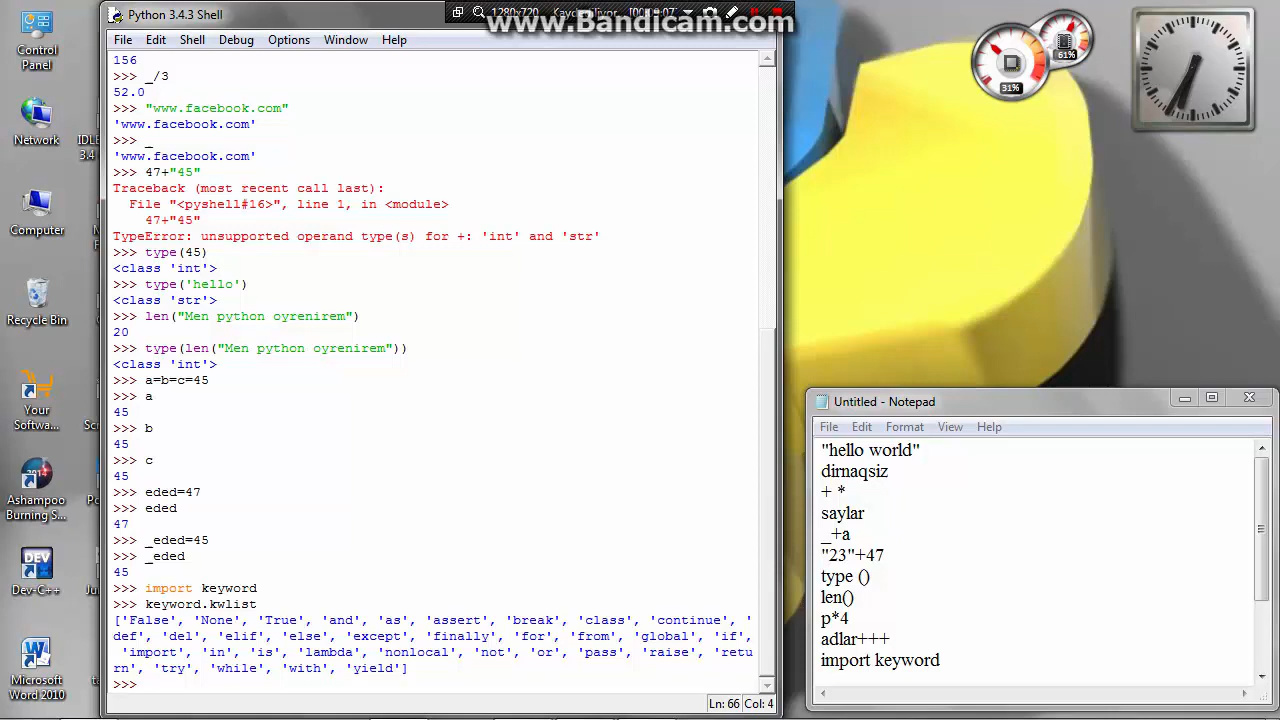 Python 3.4.3 Shell
1280x720
www.Bandicam.com
File Edit Shell Debug Options Window Help
156
>>> _/3
52.0
>>> "www.facebook.com"
'www.facebook.com'
>>> _
'www.facebook.com'
>>> 47+"45"
Traceback (most recent call last):
File "<pyshell#16>", line 1, in <module>
47+"45"
TypeError: unsupported operand type(s) for +: 'int' and 'str'
>>> type(45)
<class 'int'>
>>> type('hello')
<class 'str'>
>>> len("Men python oyrenirem")
20
>>> type(len("Men python oyrenirem"))
<class 'int'>
>>> a=b=c=45
>>> a
45
>>> b
45
>>> c
45
>>> eded=47
>>> eded
47
>>> _eded=45
>>> _eded
45
>>> import keyword
>>> keyword.kwlist
['False', 'None', 'True', 'and', 'as', 'assert', 'break', 'class', 'continue', '
def', 'del', 'elif', 'else', 'except', 'finally', 'for', 'from', 'global', 'if',
'import', 'in', 'is', 'lambda', 'nonlocal', 'not', 'or', 'pass', 'raise', 'retu
rn', 'try', 'while', 'with', 'yield']
>>>
Ln: 66 Col: 4
Control
Panel
Network
Computer
Recycle Bin
Your
Softwa...
Ashampoo
Burning S...
Dev-C++
Microsoft
Word 2010
IDLE
3.4
31%
61%
Untitled - Notepad
File Edit Format View Help
"hello world"
dirnaqsiz
+ *
saylar
_+a
"23"+47
type ()
len()
p*4
adlar+++
import keyword